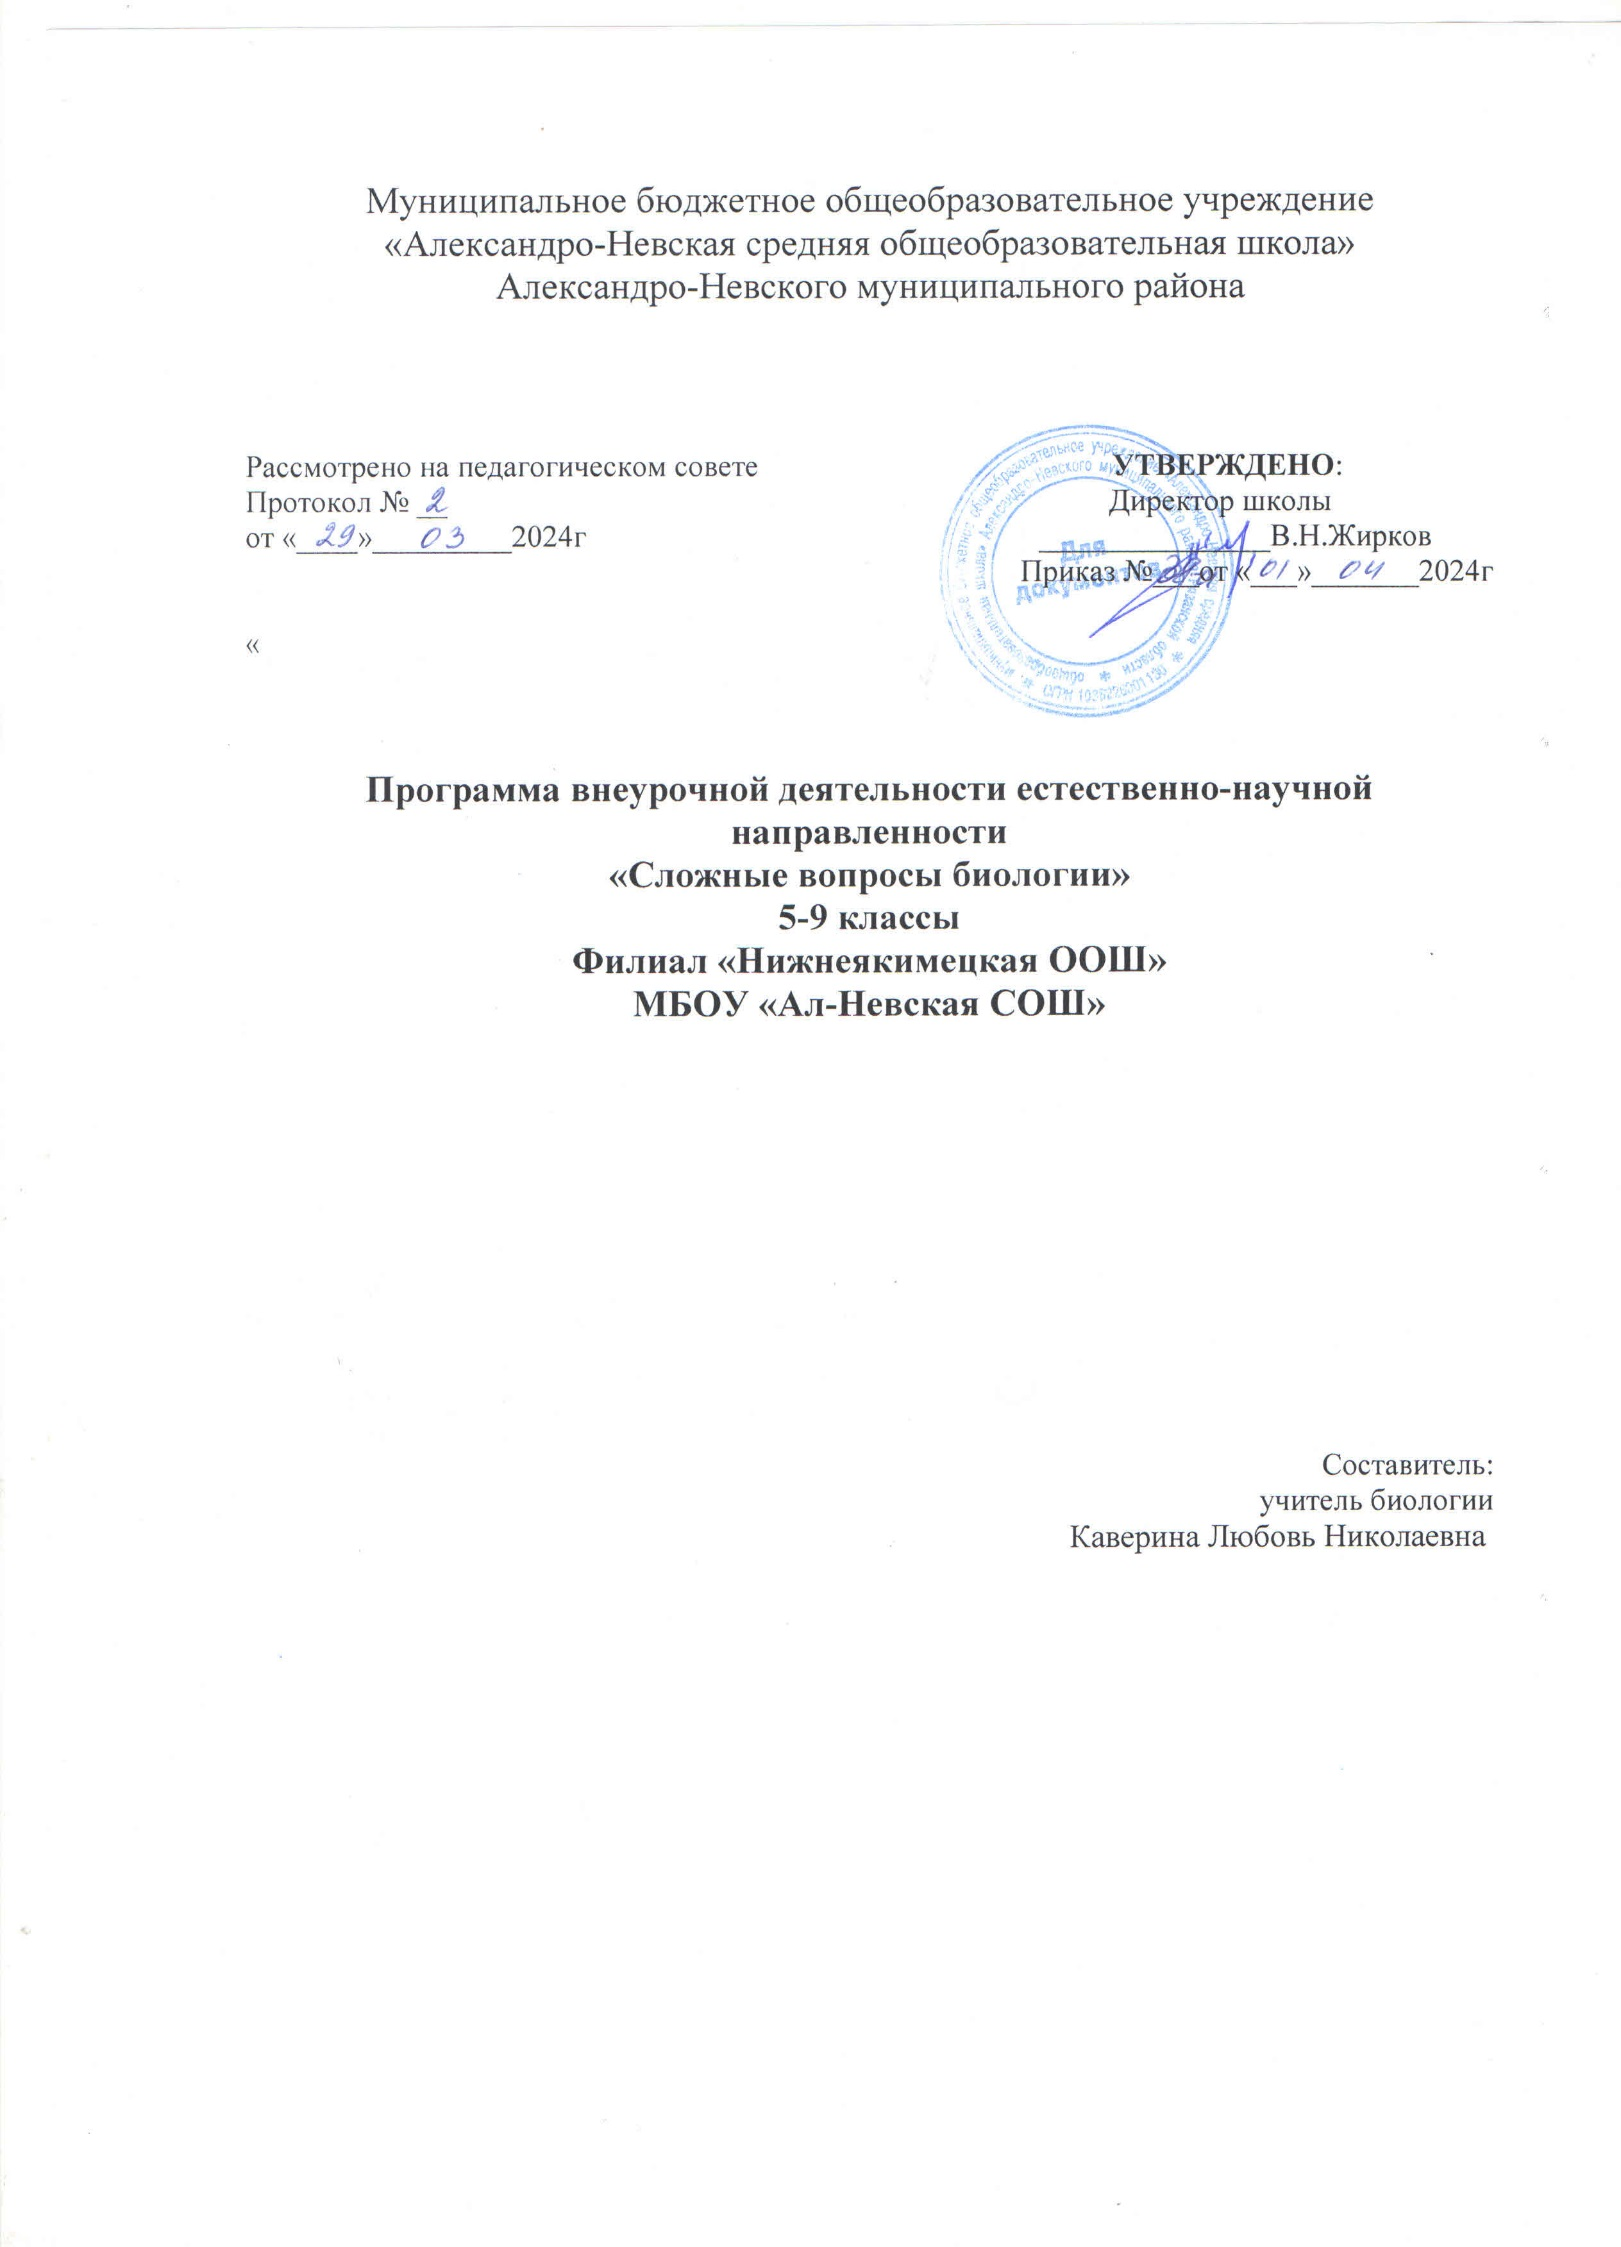 Муниципальное бюджетное общеобразовательное учреждение
«Александро-Невская средняя общеобразовательная школа»
Александро-Невского муниципального района
Рассмотрено на педагогическом совете
Протокол № 2
от «29» 03 2024г
УТВЕРЖДЕНО:
Директор школы
В.Н.Жирков
Приказ № от «01» 04 2024г
Для
документов
«
Программа внеурочной деятельности естественно-научной
направленности
«Сложные вопросы биологии»
5-9 классы
Филиал «Нижнеякимецкая ООШ»
МБОУ «Ал-Невская СОШ»
Составитель:
учитель биологии
Каверина Любовь Николаевна